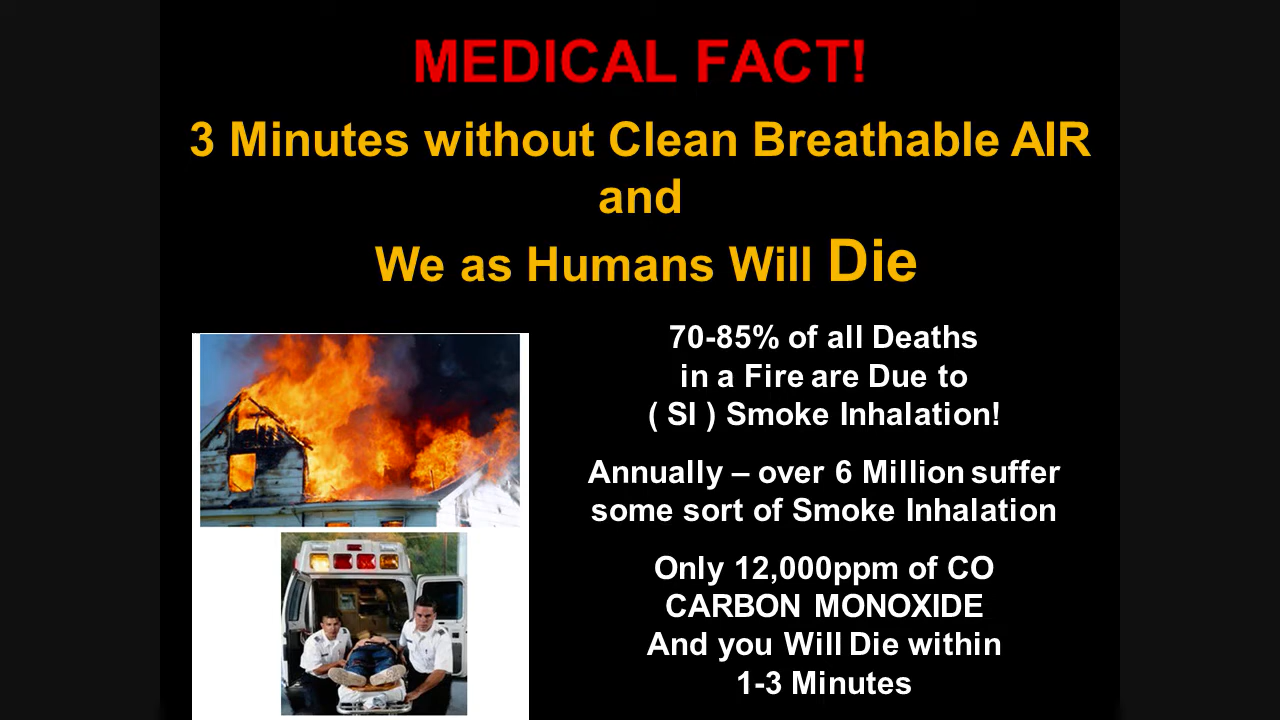 MEDICAL FACT!
3 Minutes without Clean Breathable AIR
and
We as Humans Will Die
70-85% of all Deaths
in a Fire are Due to
( SI ) Smoke Inhalation!
Annually – over 6 Million suffer
some sort of Smoke Inhalation
Only 12,000ppm of CO
CARBON MONOXIDE
And you Will Die within
1-3 Minutes